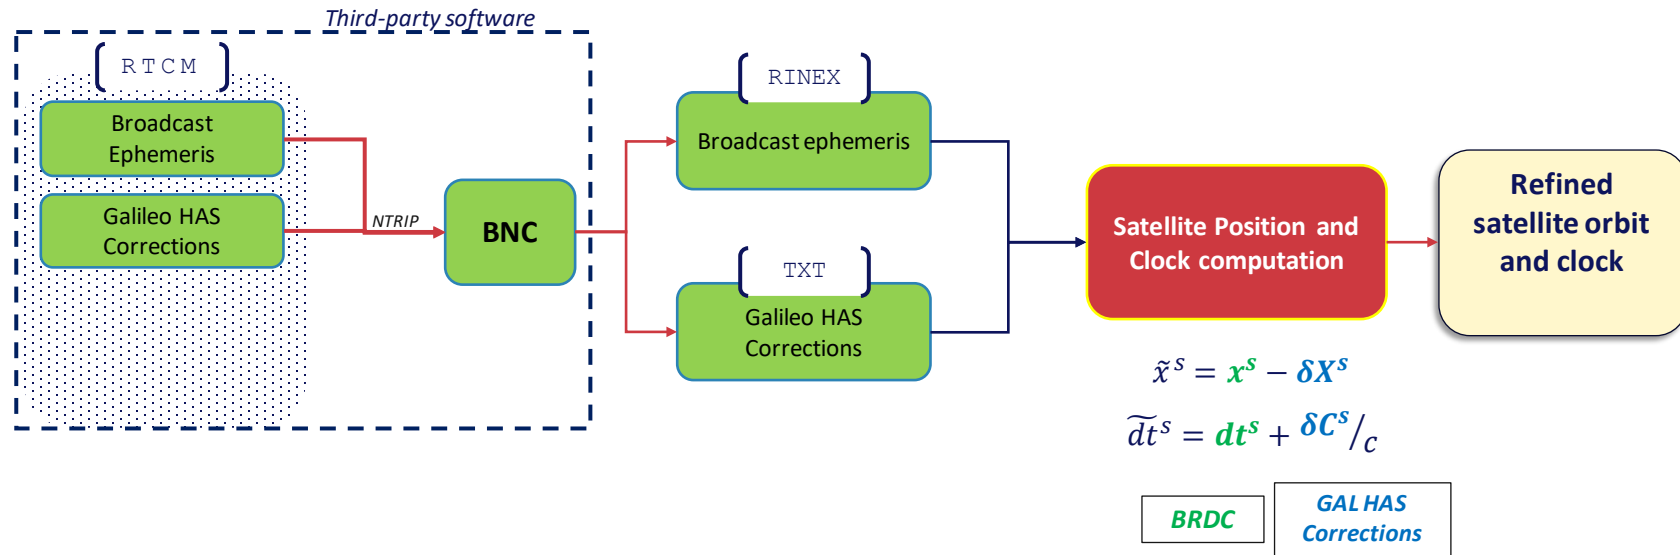 Third-party software
RTCM
Broadcast
Ephemeris
Galileo HAS
Corrections
NTRIP
BNC
RINEX
Broadcast ephemeris
TXT
Galileo HAS
Corrections
Satellite Position and
Clock computation
Refined
satellite orbit
and clock
x̃ˢ = xˢ − δXˢ
d͠tˢ = dtˢ + δCˢ/c
BRDC
GAL HAS
Corrections